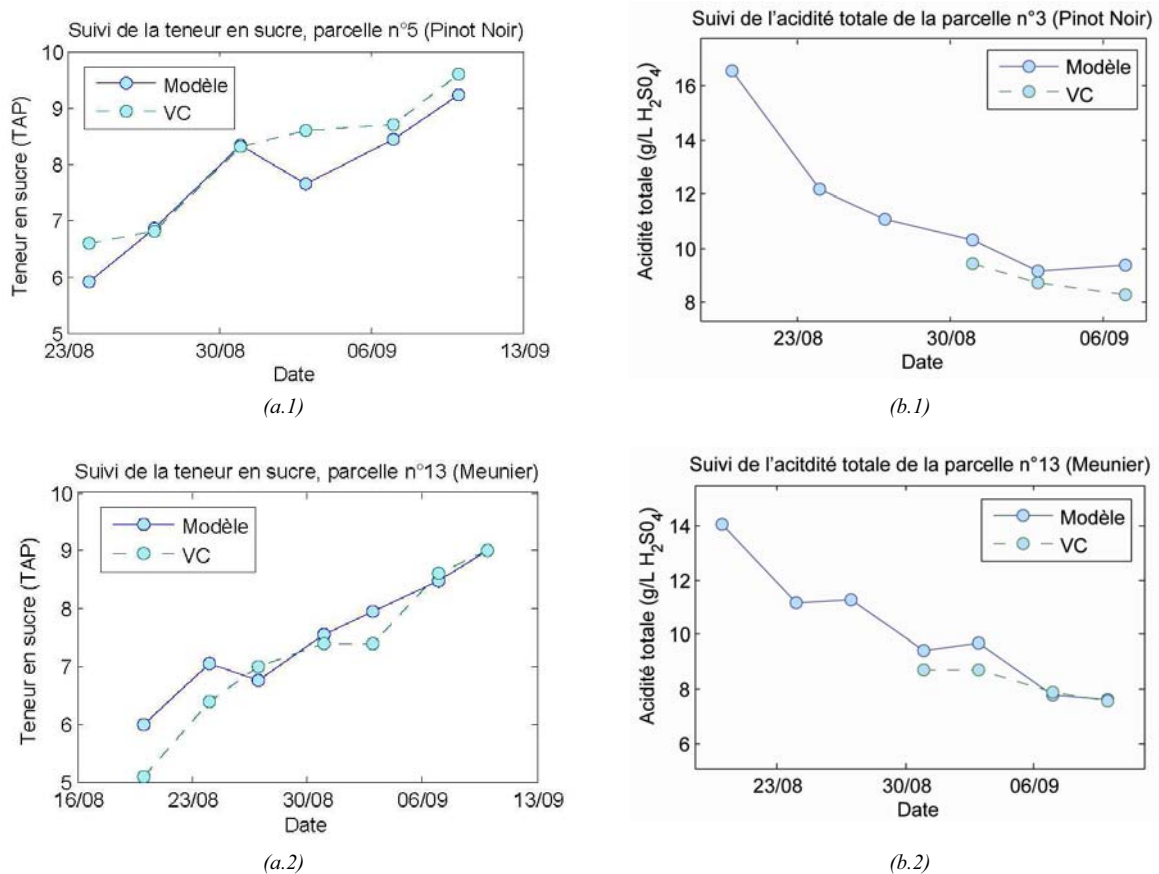 Suivi de la teneur en sucre, parcelle n°5 (Pinot Noir)
Teneur en sucre (TAP)
10
9
8
7
6
5
Modèle
VC
23/08
30/08
06/09
13/09
Date
(a.1)
Suivi de l'acidité totale de la parcelle n°3 (Pinot Noir)
Acidité totale (g/L H₂S0₄)
16
14
12
10
8
Modèle
VC
23/08
30/08
06/09
Date
(b.1)
Suivi de la teneur en sucre, parcelle n°13 (Meunier)
Teneur en sucre (TAP)
10
9
8
7
6
5
Modèle
VC
16/08
23/08
30/08
06/09
13/09
Date
(a.2)
Suivi de l'acitdité totale de la parcelle n°13 (Meunier)
Acidité totale (g/L H₂S0₄)
14
12
10
8
6
Modèle
VC
23/08
30/08
06/09
Date
(b.2)